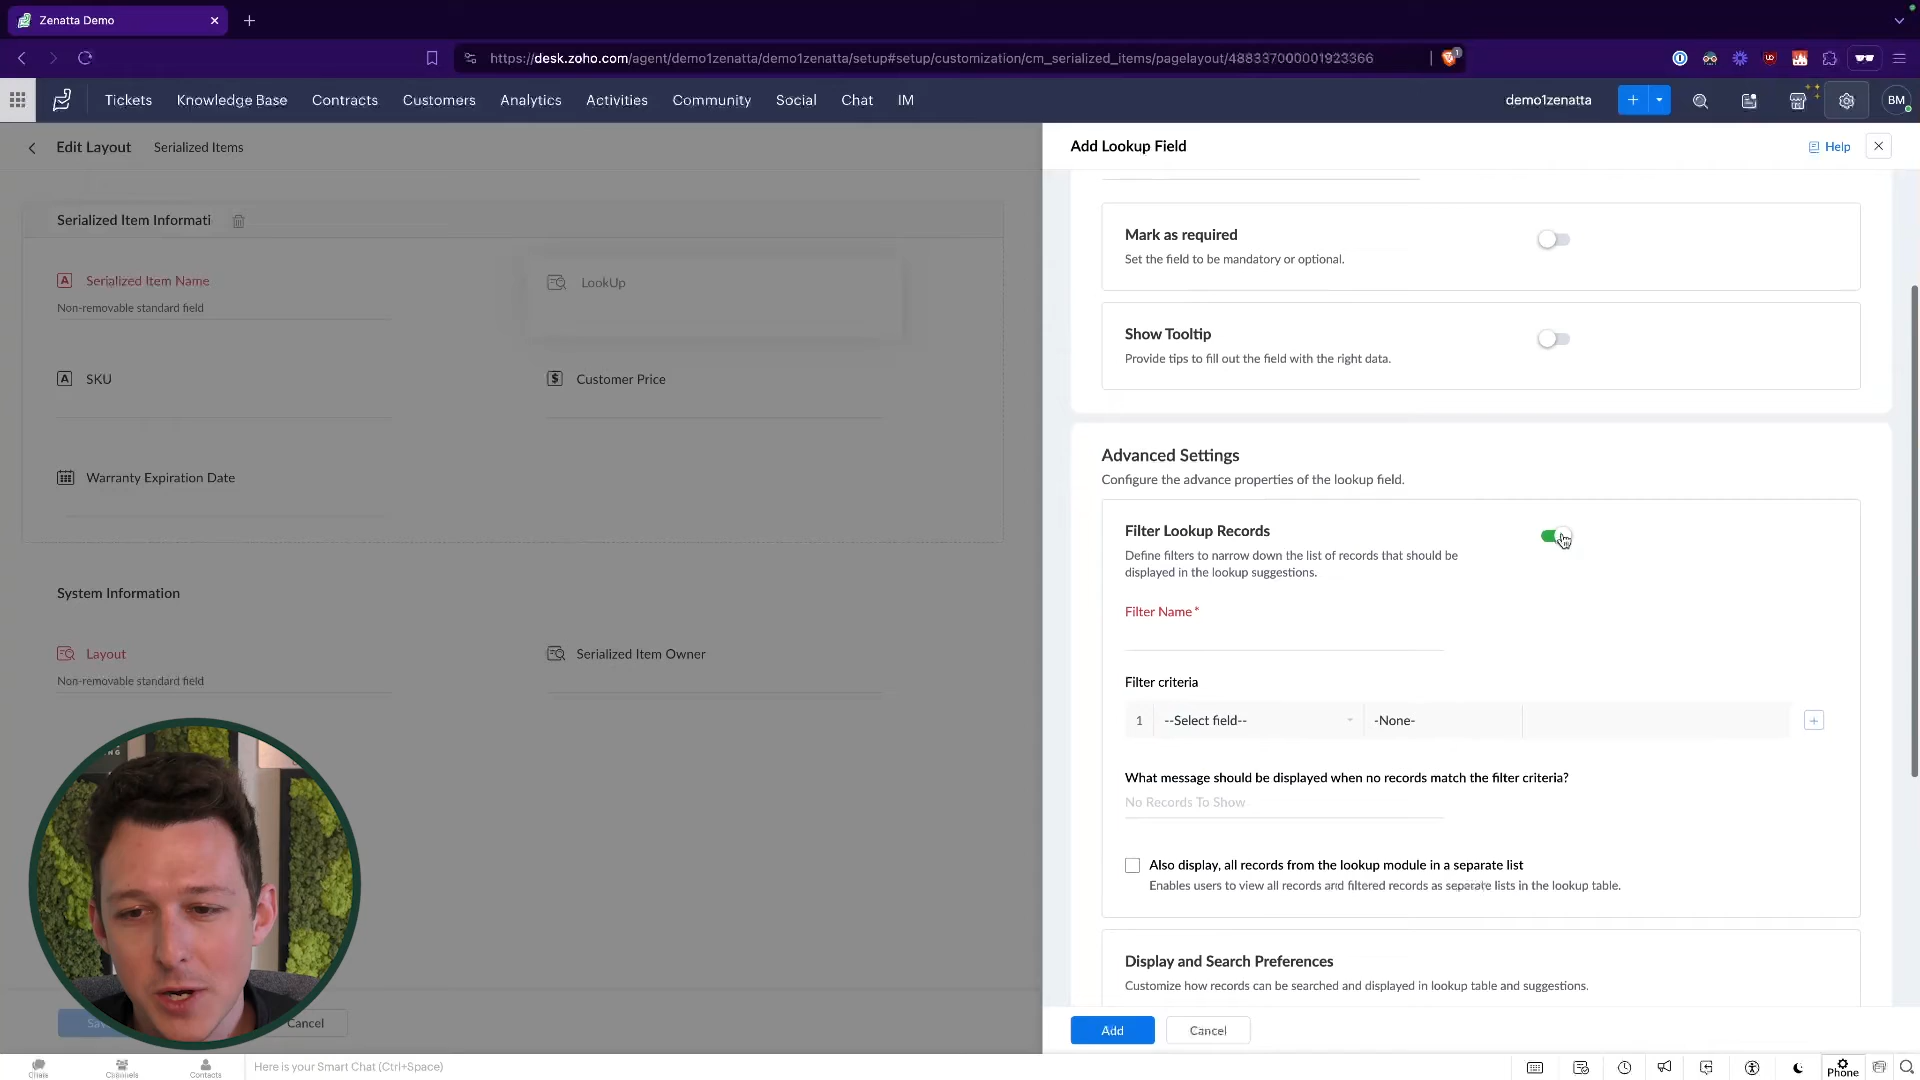 Zenatta Demo
https://desk.zoho.com/agent/demo1zenatta/demo1zenatta/setup#setup/customization/cm_serialized_items/pagelayout/488337000001923366
1
Tickets
Knowledge Base
Contracts
Customers
Analytics
Activities
Community
Social
Chat
IM
demo1zenatta
BM
Edit Layout
Serialized Items
Serialized Item Informati
Serialized Item Name
Non-removable standard field
LookUp
SKU
Customer Price
Warranty Expiration Date
System Information
Layout
Non-removable standard field
Serialized Item Owner
Cancel
Add Lookup Field
Help
Mark as required
Set the field to be mandatory or optional.
Show Tooltip
Provide tips to fill out the field with the right data.
Advanced Settings
Configure the advance properties of the lookup field.
Filter Lookup Records
Define filters to narrow down the list of records that should be
displayed in the lookup suggestions.
Filter Name*
Filter criteria
1 --Select field-- -None-
What message should be displayed when no records match the filter criteria?
No Records To Show
Also display, all records from the lookup module in a separate list
Enables users to view all records and filtered records as separate lists in the lookup table.
Display and Search Preferences
Customize how records can be searched and displayed in lookup table and suggestions.
Add
Cancel
Chats
Channels
Contacts
Here is your Smart Chat (Ctrl+Space)
Phone